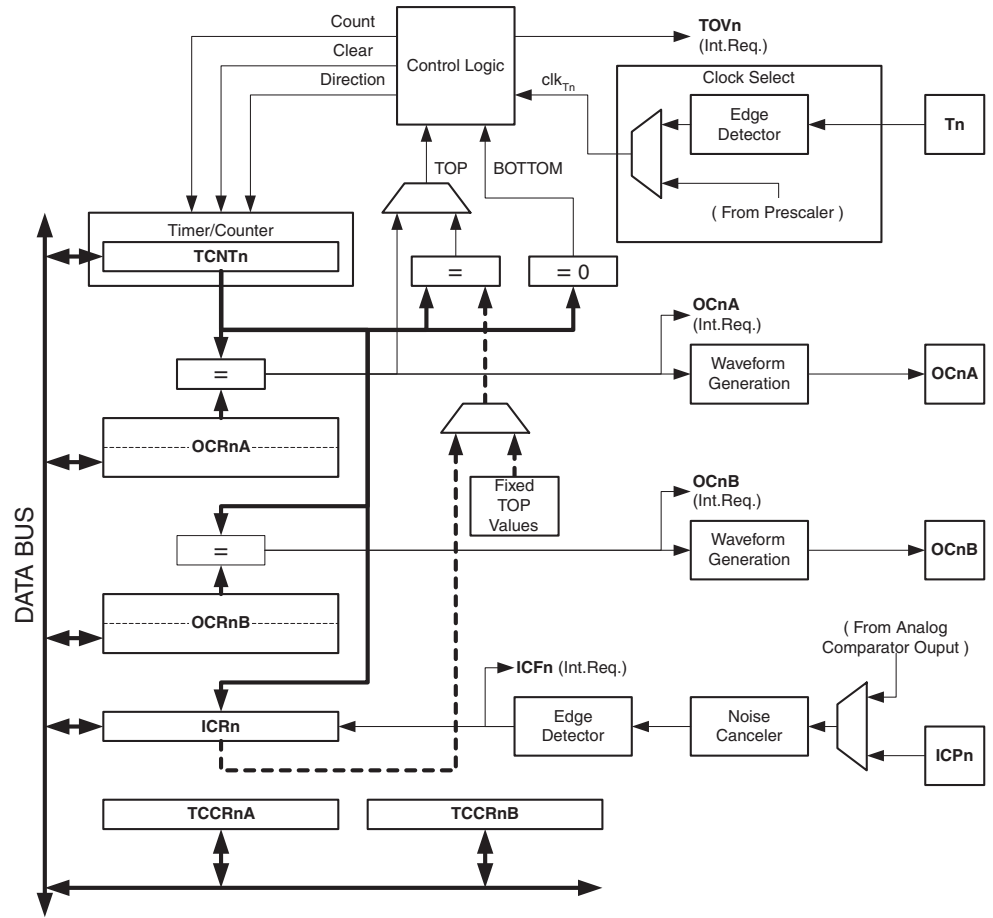 Count
Clear
Direction
Control Logic
TOVn
(Int.Req.)
clkTn
Clock Select
Edge
Detector
Tn
( From Prescaler )
TOP
BOTTOM
Timer/Counter
TCNTn
=
= 0
OCnA
(Int.Req.)
=
Waveform
Generation
OCnA
OCRnA
Fixed
TOP
Values
OCnB
(Int.Req.)
=
Waveform
Generation
OCnB
OCRnB
DATA BUS
( From Analog
Comparator Ouput )
ICFn (Int.Req.)
ICRn
Edge
Detector
Noise
Canceler
ICPn
TCCRnA
TCCRnB